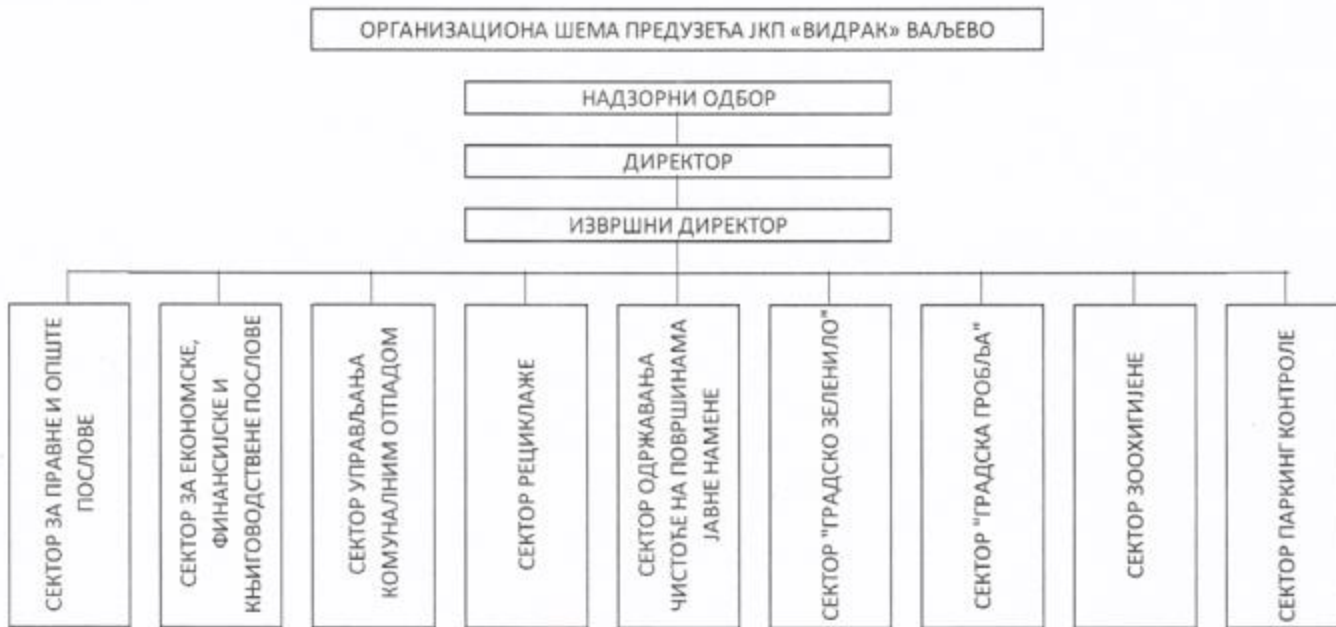 ОРГАНИЗАЦИОНА ШЕМА ПРЕДУЗЕЋА ЈКП «ВИДРАК» ВАЉЕВО
НАДЗОРНИ ОДБОР
ДИРЕКТОР
ИЗВРШНИ ДИРЕКТОР
СЕКТОР ЗА ПРАВНЕ И ОПШТЕ
ПОСЛОВЕ
СЕКТОР ЗА ЕКОНОМСКЕ,
ФИНАНСИЈСКЕ И
КЊИГОВОДСТВЕНЕ ПОСЛОВЕ
СЕКТОР УПРАВЉАЊА
КОМУНАЛНИМ ОТПАДОМ
СЕКТОР РЕЦИКЛАЖЕ
СЕКТОР ОДРЖАВАЊА
ЧИСТОЋЕ НА ПОВРШИНАМА
ЈАВНЕ НАМЕНЕ
СЕКТОР "ГРАДСКО ЗЕЛЕНИЛО"
СЕКТОР "ГРАДСКА ГРОБЉА"
СЕКТОР ЗООХИГИЈЕНЕ
СЕКТОР ПАРКИНГ КОНТРОЛЕ